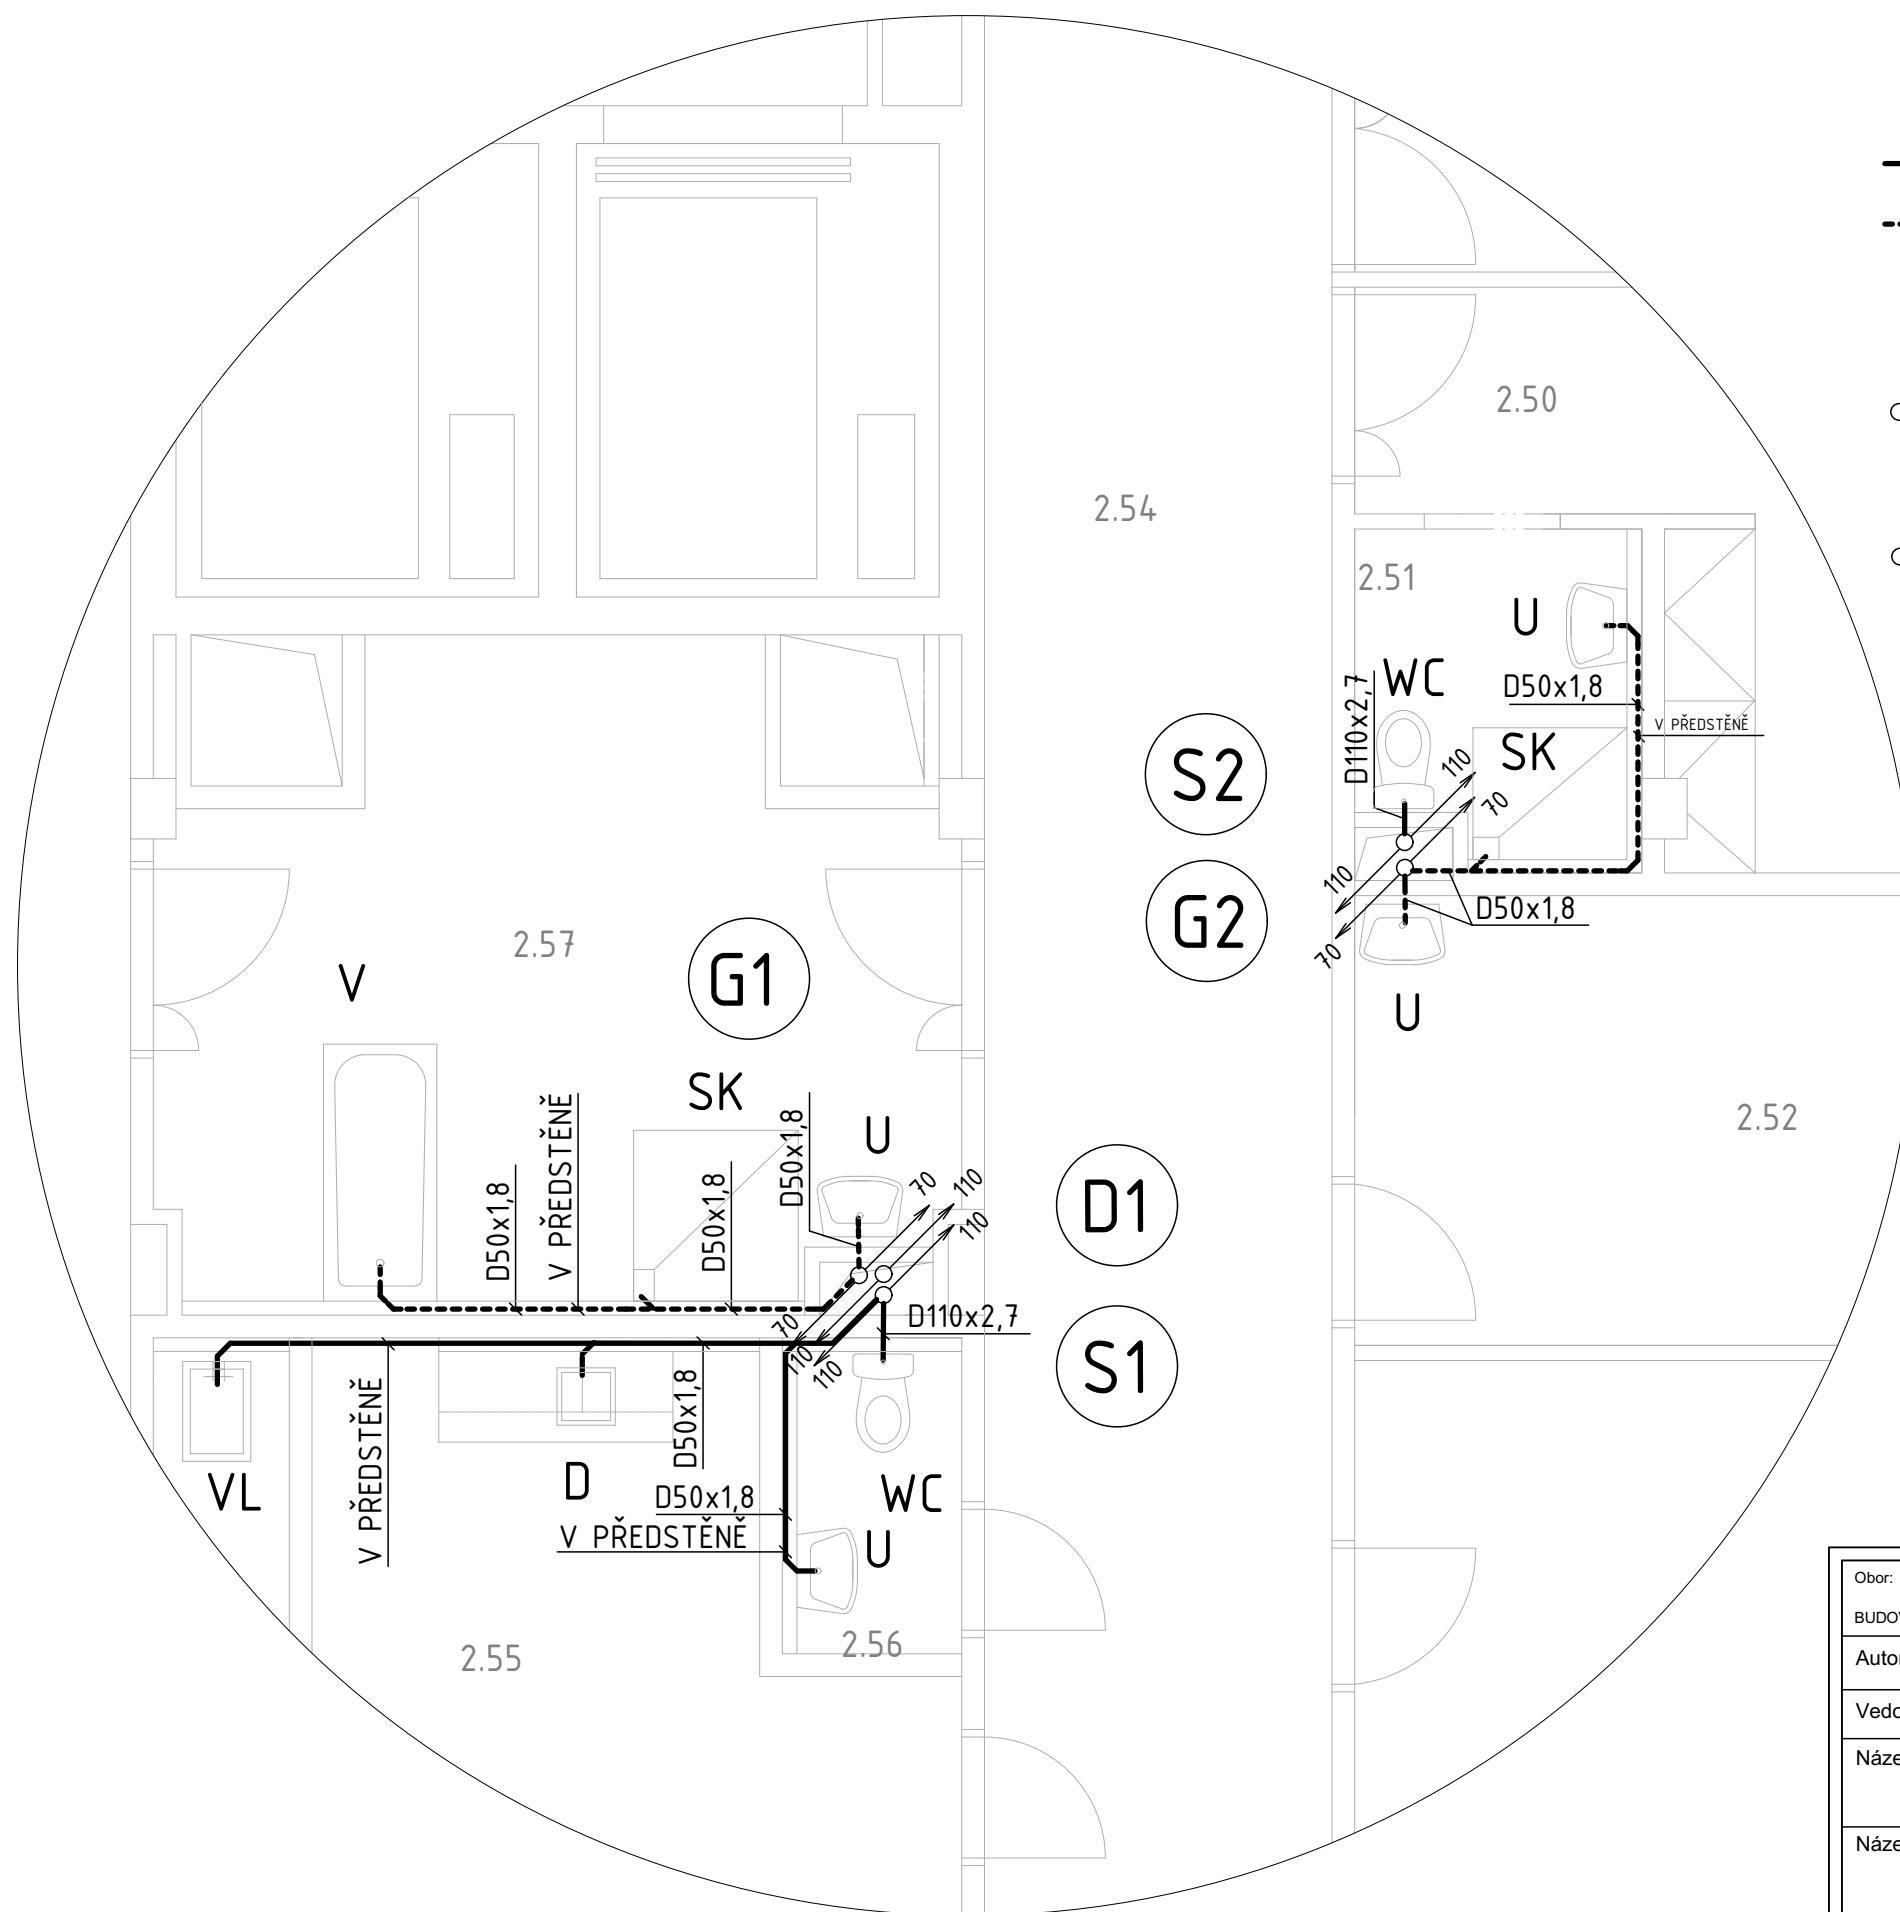 2.50
2.54
2.51
U
WC
D50x1,8
D110x2,7
V PŘEDSTĚNĚ
SK
S2
110
70
110
G2
D50x1,8
70
2.57
V
G1
U
SK
2.52
U
D50x1,8
V PŘEDSTĚNĚ
D50x1,8
D50x1,8
70
110
110
D1
D110x2,7
70
110
110
S1
V PŘEDSTĚNĚ
D50x1,8
VL
D
D50x1,8
WC
V PŘEDSTĚNĚ
U
2.55
2.56
Obor: